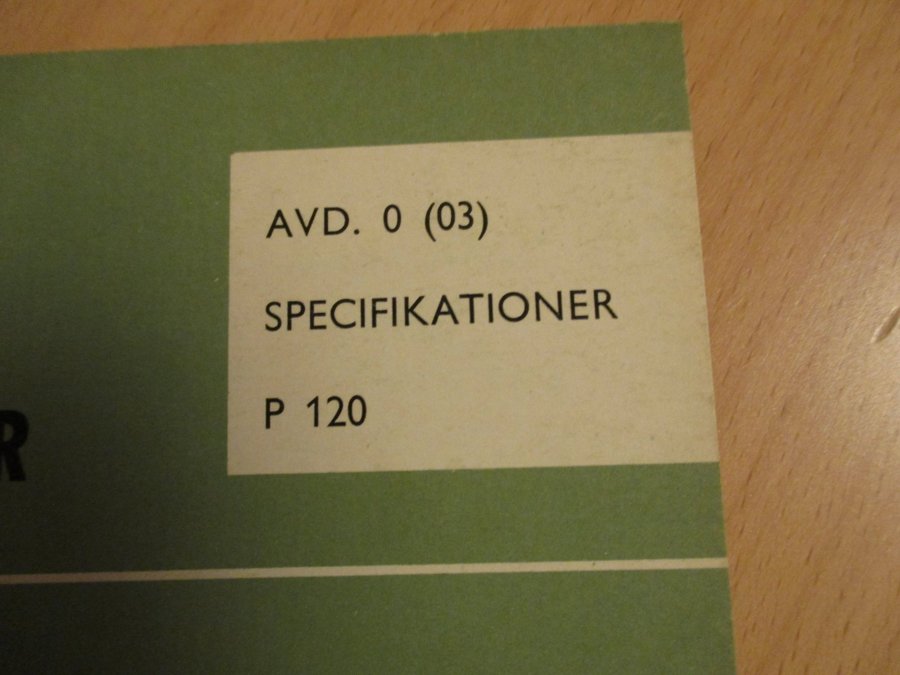 AVD. 0 (03)
SPECIFIKATIONER
P 120
R